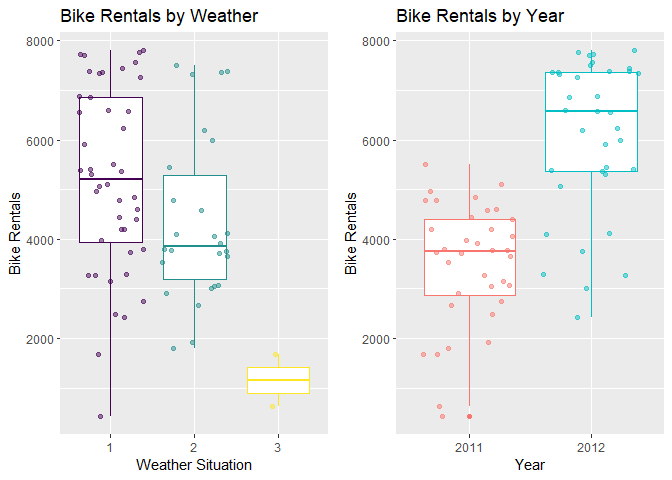 Bike Rentals by Weather
Bike Rentals
8000
6000
4000
2000
1 2 3
Weather Situation
Bike Rentals by Year
Bike Rentals
8000
6000
4000
2000
2011 2012
Year